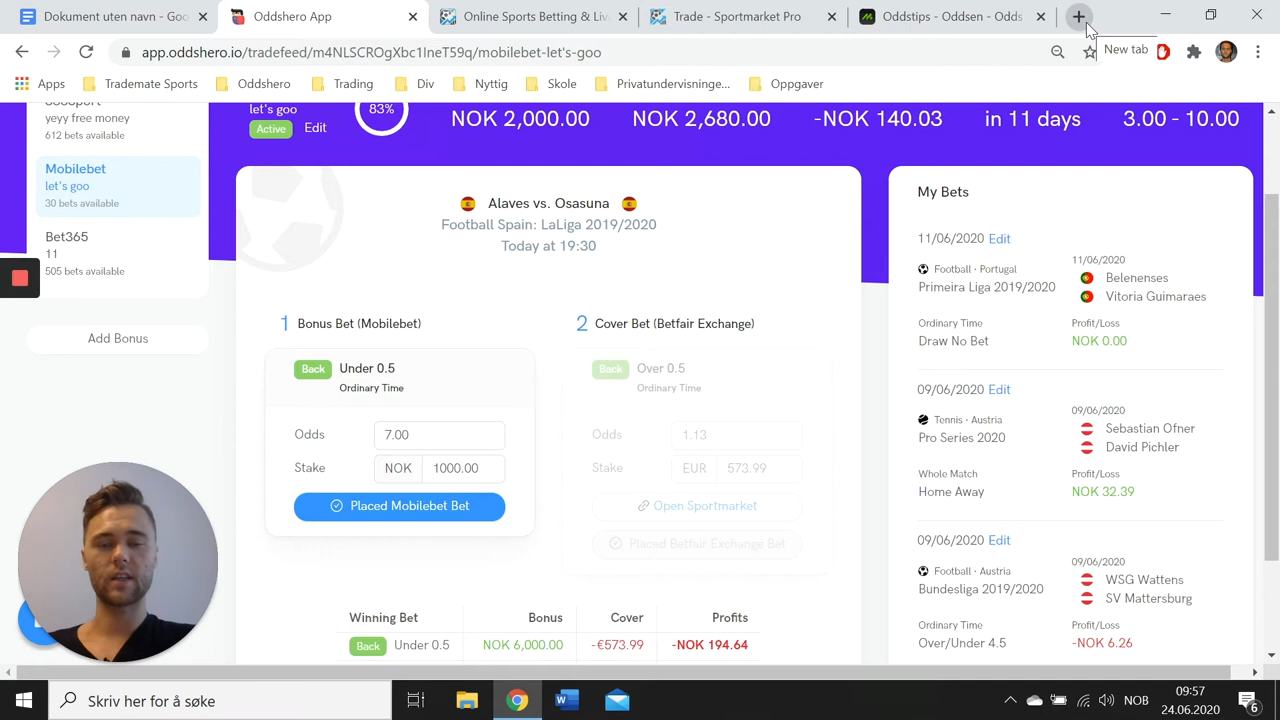 Dokument uten navn - Go
Oddshero App
Online Sports Betting & Liv
Trade - Sportmarket Pro
Oddstips - Oddsen - Odds
New tab
app.oddshero.io/tradefeed/m4NLSCROgXbc1IneT59g/mobilebet-let's-goo
Apps
Tradematesports Sports
Oddshero
Trading
Div
Nyttig
Skole
Privatundervisninge...
Oppgaver
yeyy free money
612 bets available
Mobilebet
let's goo
30 bets available
Bet365
11
505 bets available
Add Bonus
let's goo
Active Edit
83%
NOK 2,000.00
NOK 2,680.00
-NOK 140.03
in 11 days
3.00 - 10.00
Alaves vs. Osasuna
Football Spain: LaLiga 2019/2020
Today at 19:30
1 Bonus Bet (Mobilebet)
Back Under 0.5
Ordinary Time
Odds 7.00
Stake NOK 1000.00
Placed Mobilebet Bet
2 Cover Bet (Betfair Exchange)
Back Over 0.5
Ordinary Time
Odds 1.13
Stake EUR 573.99
Open Sportmarket
Placed Betfair Exchange Bet
Winning Bet Bonus Cover Profits
Back Under 0.5 NOK 6,000.00 -€573.99 -NOK 194.64
My Bets
11/06/2020 Edit
Football · Portugal
Primeira Liga 2019/2020
11/06/2020
Belenenses
Vitoria Guimaraes
Ordinary Time
Draw No Bet
Profit/Loss
NOK 0.00
09/06/2020 Edit
Tennis · Austria
Pro Series 2020
09/06/2020
Sebastian Ofner
David Pichler
Whole Match
Home Away
Profit/Loss
NOK 32.39
09/06/2020 Edit
Football · Austria
Bundesliga 2019/2020
09/06/2020
WSG Wattens
SV Mattersburg
Ordinary Time
Over/Under 4.5
Profit/Loss
-NOK 6.26
Skriv her for å søke
NOB
09:57
24.06.2020
6